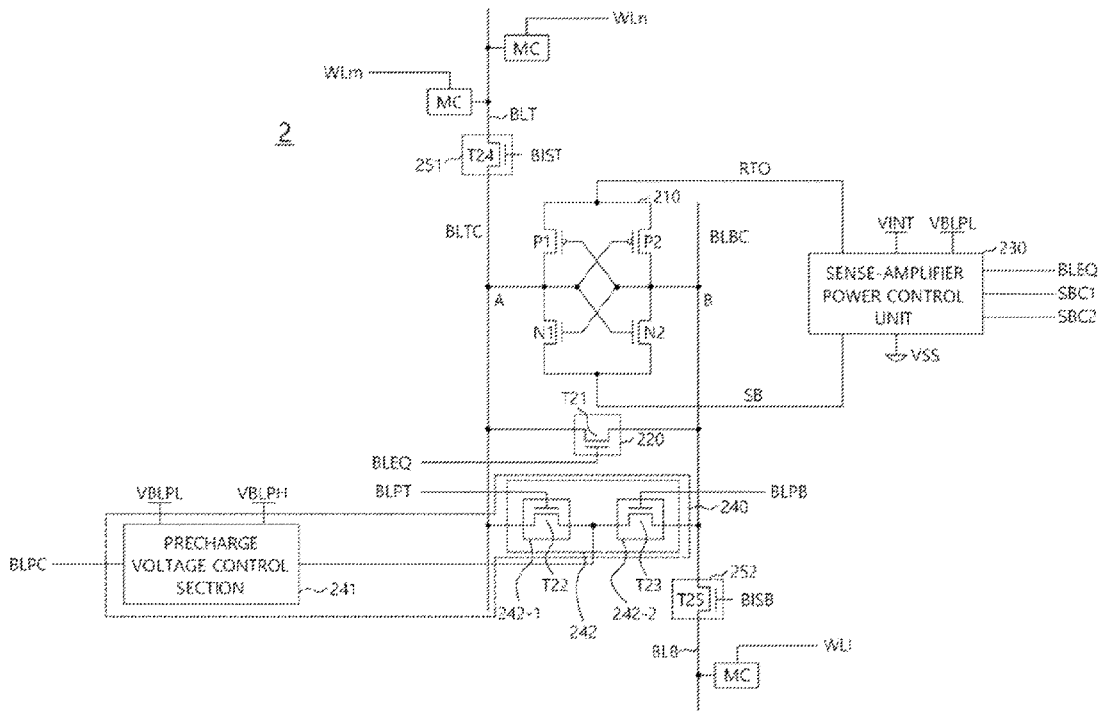 WLn
MC
WLm
MC
BLT
2
251
T24
BIST
RTO
210
BLTC
P1
P2
BLBC
VINT
VBLPL
230
SENSE-AMPLIFIER
POWER CONTROL
UNIT
BLEQ
SBC1
SBC2
A
B
N1
N2
VSS
SB
T21
220
BLEQ
BLPT
BLPB
240
VBLPL
VBLPH
PRECHARGE
VOLTAGE CONTROL
SECTION
BLPC
241
T22
T23
242-1
242
242-2
252
T25
BISB
BLB
WLl
MC